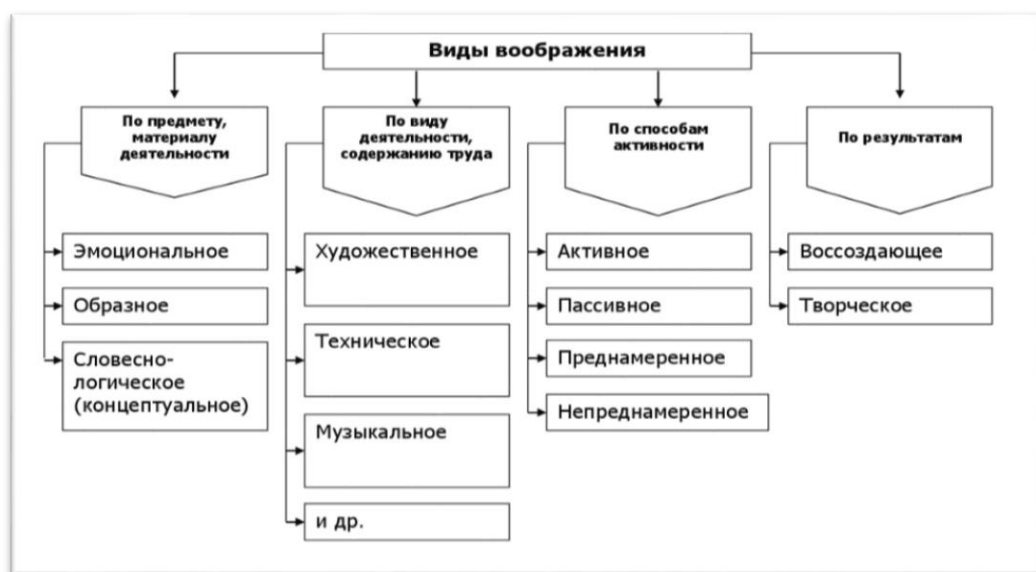 Виды воображения
По предмету,
материалу
деятельности
По виду
деятельности,
содержанию труда
По способам
активности
По результатам
Эмоциональное
Образное
Словесно-
логическое
(концептуальное)
Художественное
Техническое
Музыкальное
и др.
Активное
Пассивное
Преднамеренное
Непреднамеренное
Воссоздающее
Творческое